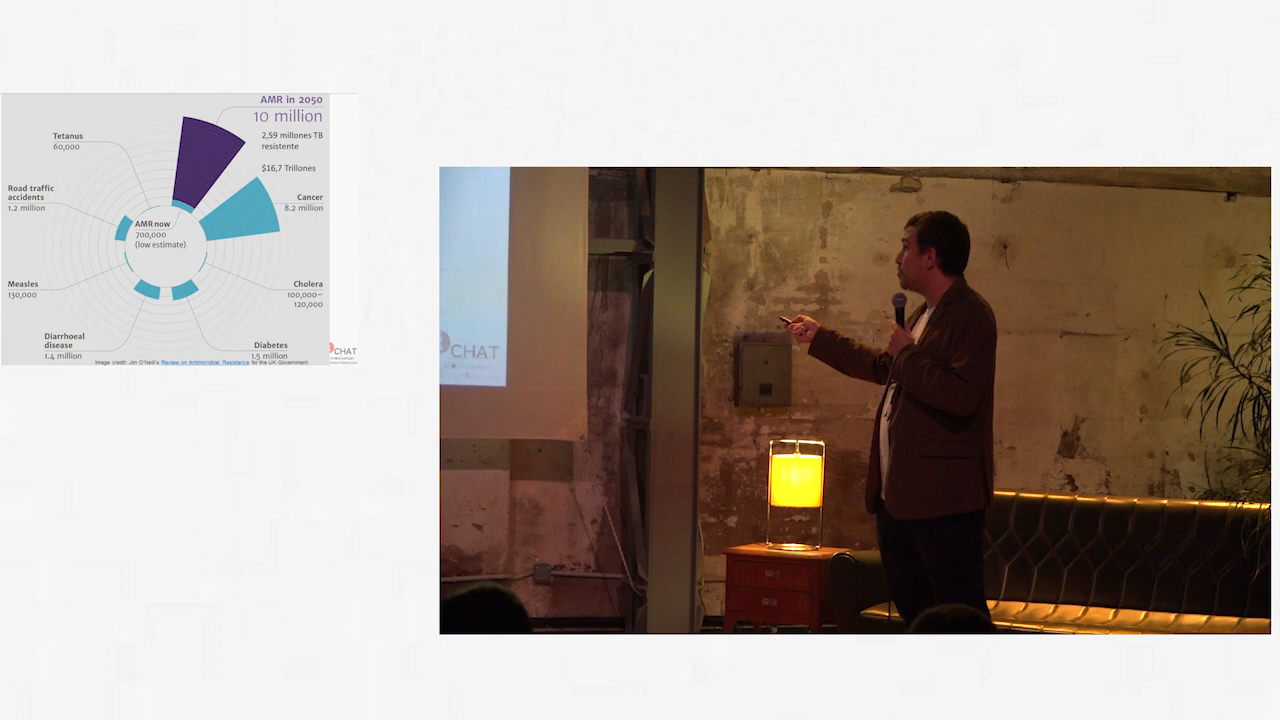 AMR in 2050
10 million
2,59 millones TB
resistente
$16,7 Trillones
Tetanus
60,000
Road traffic
accidents
1.2 million
Cancer
8.2 million
AMR now
700,000
(low estimate)
Measles
130,000
Cholera
100,000–
120,000
Diarrhoeal
disease
1.4 million
Diabetes
1.5 million
Image credit: Jim O'Neill's Review on Antimicrobial Resistance for the UK Government.
CHAT
CHAT